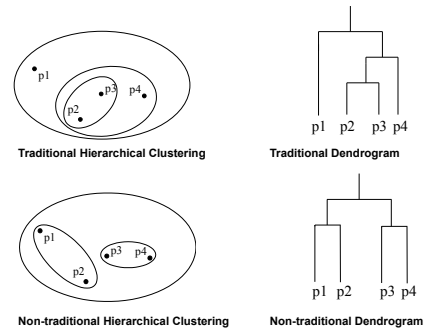 p1
p3
p4
p2
p1 p2 p3 p4
Traditional Hierarchical Clustering
Traditional Dendrogram
p1
p3 p4
p2
p1 p2 p3 p4
Non-traditional Hierarchical Clustering
Non-traditional Dendrogram